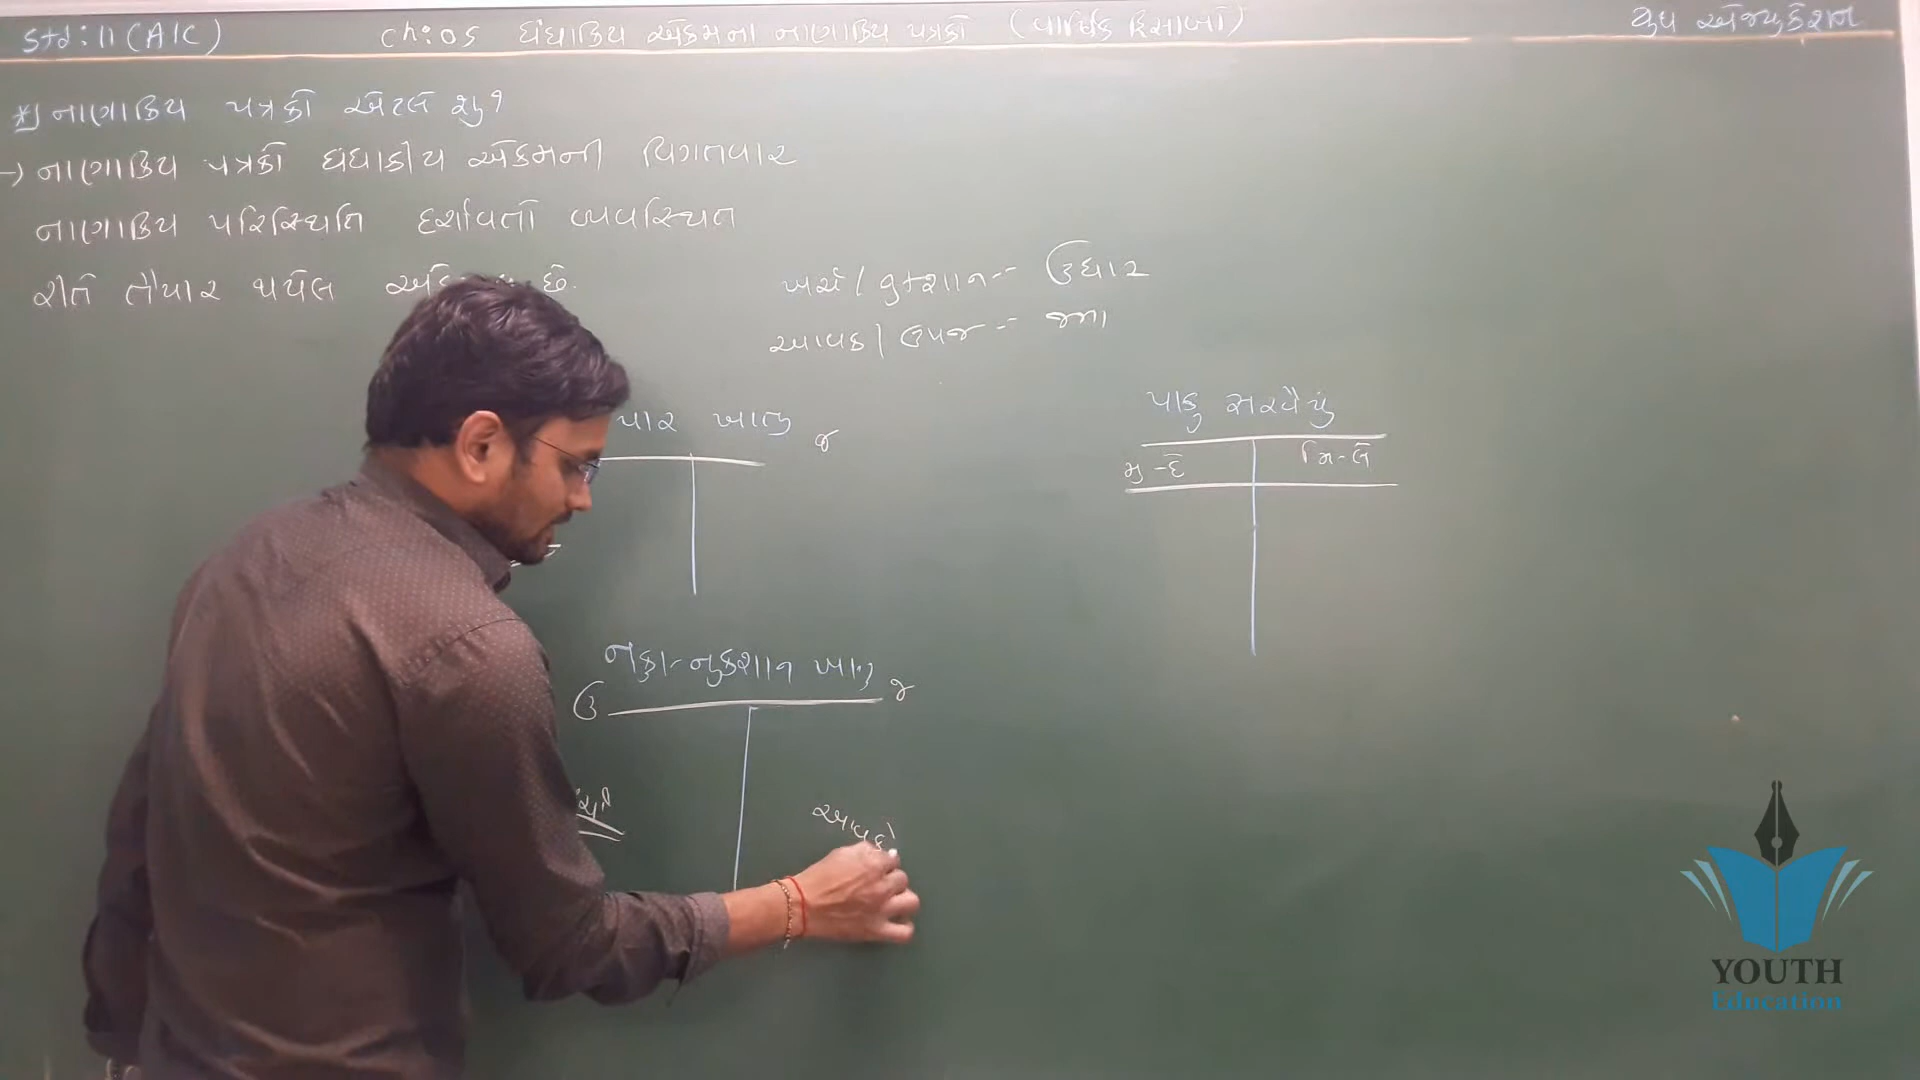 Std : 11 (A/C)
ch : 05 ધંધાકિય એકમના નાણાકિય પત્રકો (વાર્ષિક હિસાબો)
યુથ એજ્યુકેશન
* નાણાકિય પત્રકો એટલે શુ?
→ નાણાકિય પત્રકો ધંધાકીય એકમની વિગતવાર
નાણાકિય પરિસ્થિતિ દર્શાવતા વ્યવસ્થિત
રીતે તૈયાર થયેલ છે.
ખર્ચ / નુકશાન -- ઉધાર
આવક / ઉપજ -- જમા
પાર ખાતુ
જ
પાકુ સરવૈયું
મુ-દે મિ-લે
નફા-નુકશાન ખાતુ
ઉ જ
આવકો
YOUTH
Education